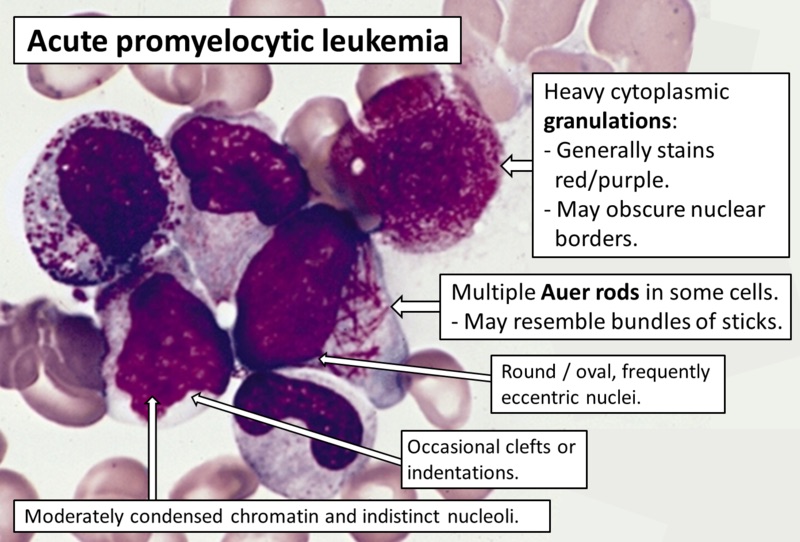 Acute promyelocytic leukemia
Heavy cytoplasmic
granulations:
- Generally stains
red/purple.
- May obscure nuclear
borders.
Multiple Auer rods in some cells.
- May resemble bundles of sticks.
Round / oval, frequently
eccentric nuclei.
Occasional clefts or
indentations.
Moderately condensed chromatin and indistinct nucleoli.